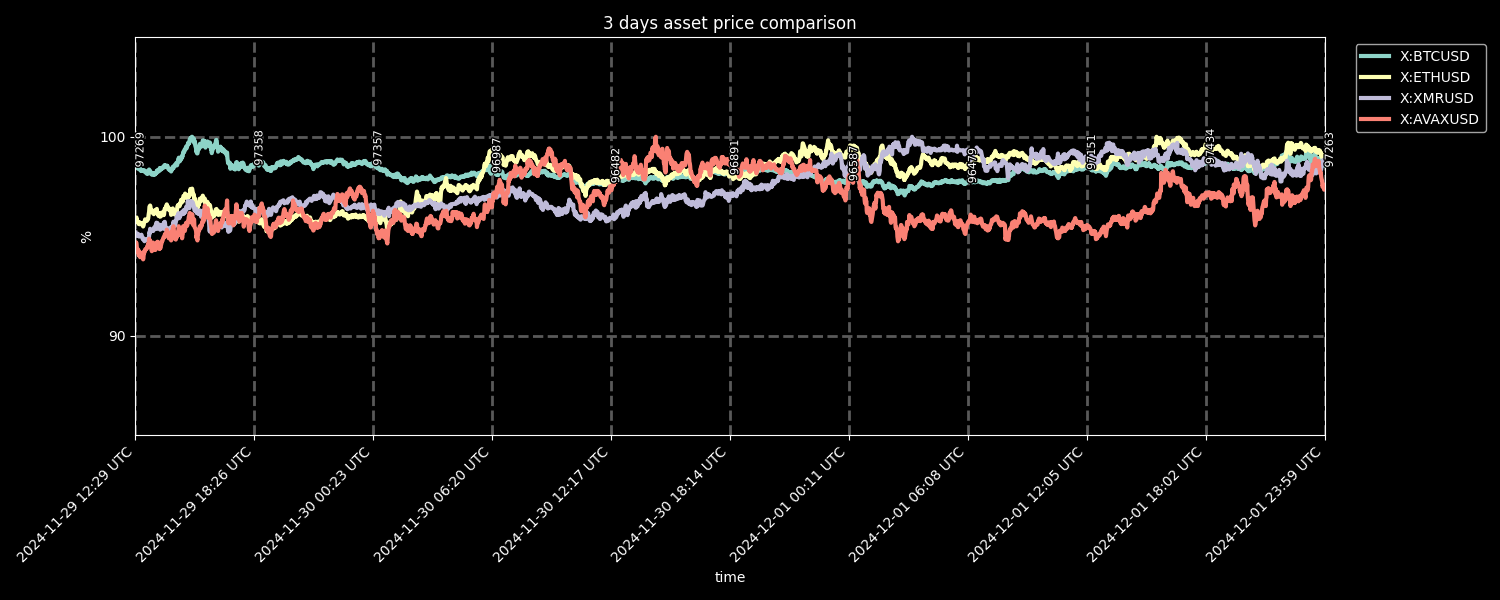 3 days asset price comparison
X:BTCUSD
X:ETHUSD
X:XMRUSD
X:AVAXUSD
100
90
%
97269
97358
97357
96987
96482
96891
96587
96479
97151
97434
97263
2024-11-29 12:29 UTC
2024-11-29 18:26 UTC
2024-11-30 00:23 UTC
2024-11-30 06:20 UTC
2024-11-30 12:17 UTC
2024-11-30 18:14 UTC
2024-12-01 00:11 UTC
2024-12-01 06:08 UTC
2024-12-01 12:05 UTC
2024-12-01 18:02 UTC
2024-12-01 23:59 UTC
time